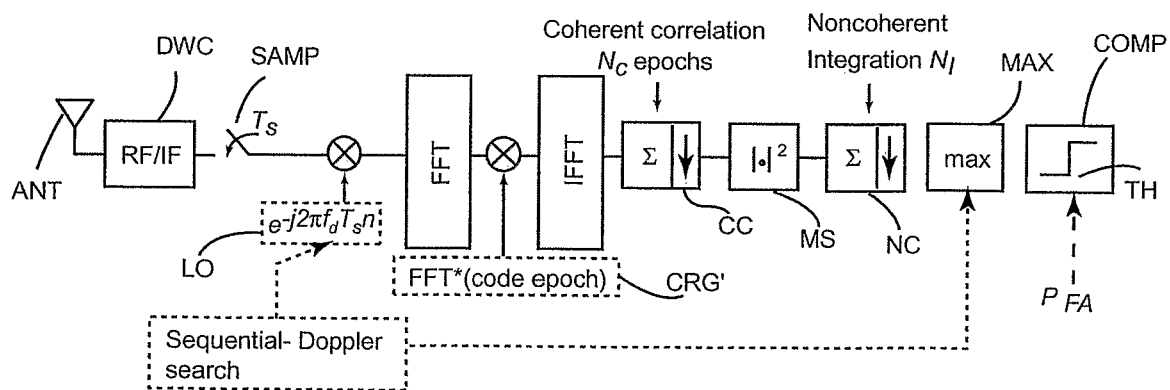 DWC
SAMP
Coherent correlation
N_c epochs
Noncoherent
Integration N_I
MAX
COMP
ANT
RF/IF
T_s
FFT
IFFT
Σ
|•|²
Σ
max
TH
e^-j2πf_dT_sn
LO
CC
MS
NC
FFT*(code epoch)
CRG'
P_FA
Sequential- Doppler
search